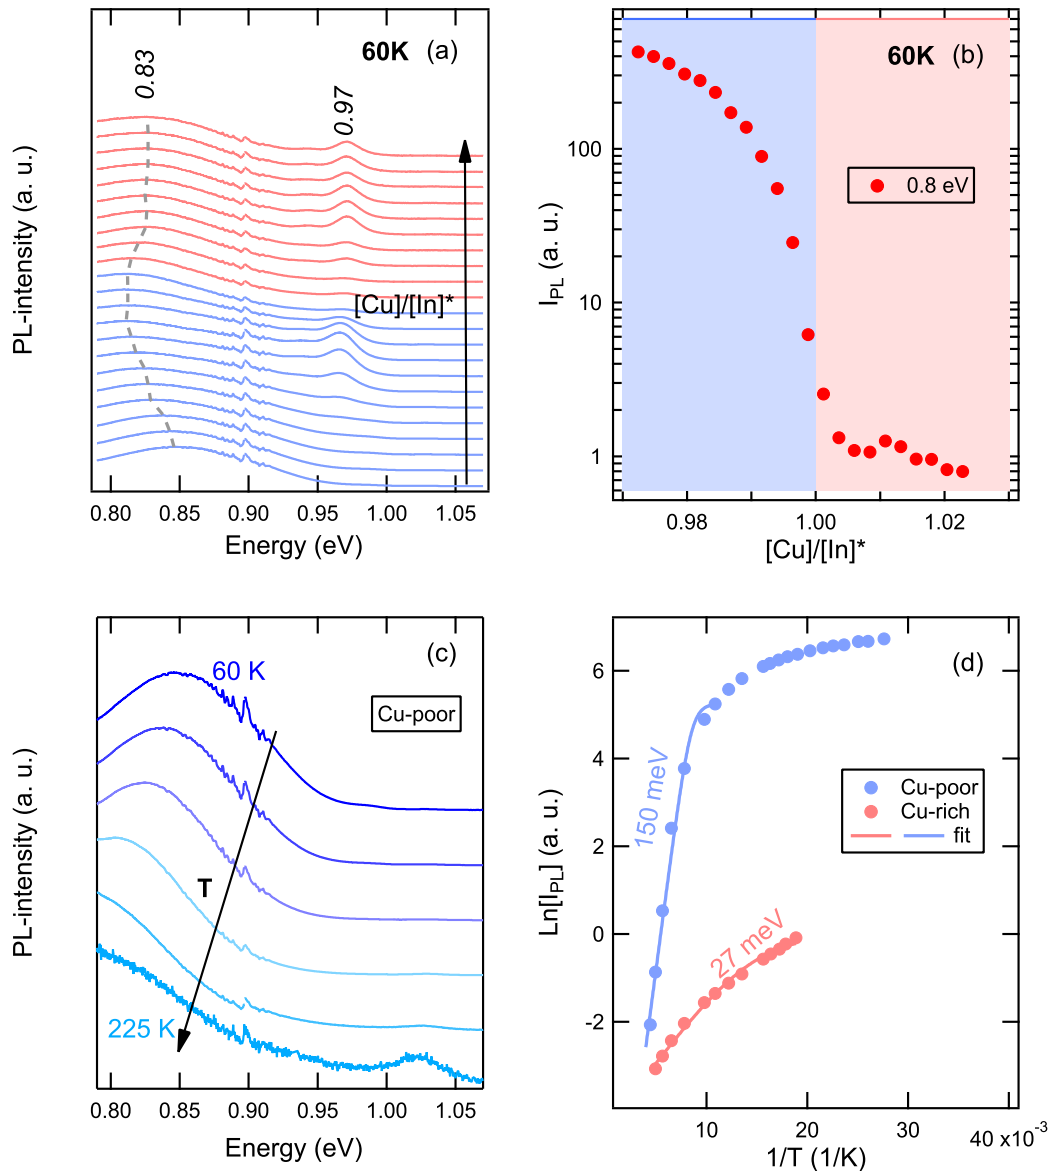 60K (a)
0.83
0.97
[Cu]/[In]*
PL-intensity (a. u.)
0.80 0.85 0.90 0.95 1.00 1.05
Energy (eV)
60K (b)
0.8 eV
I_PL (a. u.)
100
10
1
0.98 1.00 1.02
[Cu]/[In]*
(c)
60 K
Cu-poor
T
225 K
PL-intensity (a. u.)
0.80 0.85 0.90 0.95 1.00 1.05
Energy (eV)
(d)
150 meV
27 meV
Cu-poor
Cu-rich
fit
Ln[I_PL] (a. u.)
6
4
2
0
-2
10 20 30 40 x10⁻³
1/T (1/K)